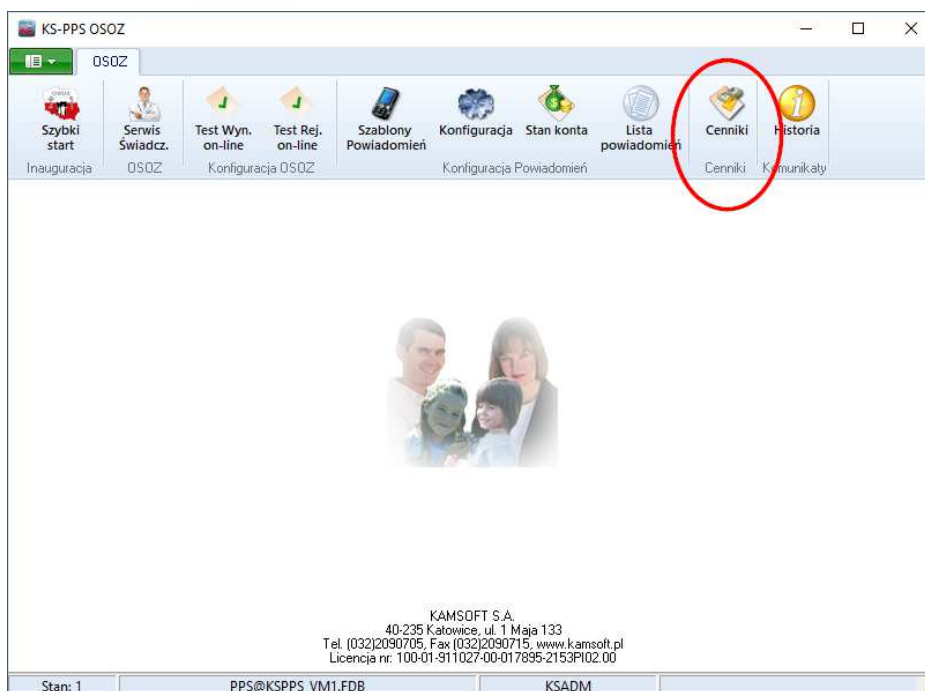 KS-PPS OSOZ
OSOZ
Szybki start
Serwis Świadcz.
Test Wyn. on-line
Test Rej. on-line
Szablony Powiadomień
Konfiguracja
Stan konta
Lista powiadomień
Cenniki
Historia
Inauguracja
OSOZ
Konfiguracja OSOZ
Konfiguracja Powiadomień
Cenniki
Komunikaty
KAMSOFT S.A.
40-235 Katowice, ul. 1 Maja 133
Tel. (032)2090705, Fax (032)2090715, www.kamsoft.pl
Licencja nr: 100-01-911027-00-017895-2153PI02.00
Stan: 1
PPS@KSPPS_VM1.FDB
KSADM